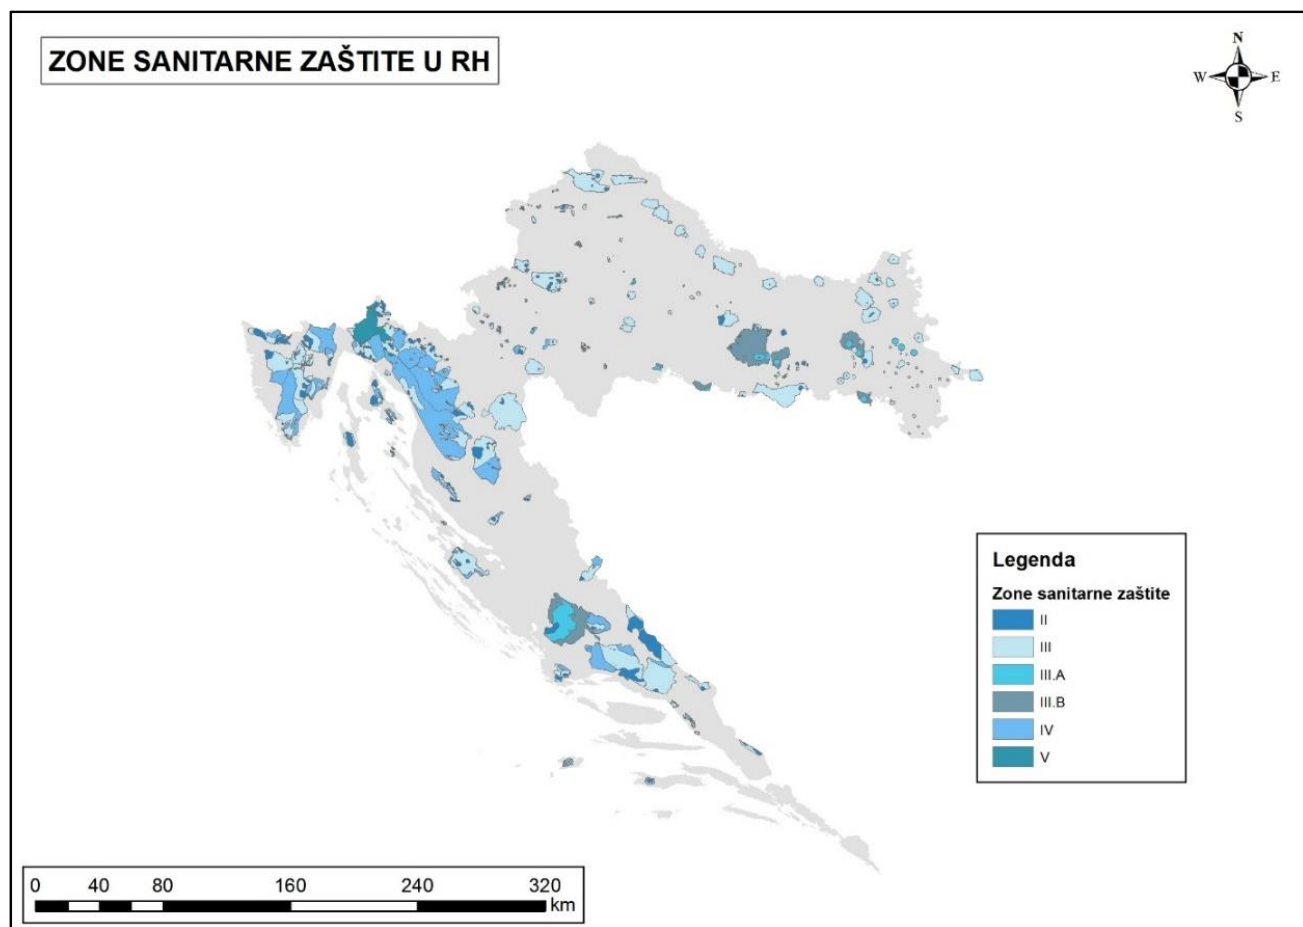 ZONE SANITARNE ZAŠTITE U RH
N
W E
S
Legenda
Zone sanitarne zaštite
II
III
III.A
III.B
IV
V
0 40 80 160 240 320
km